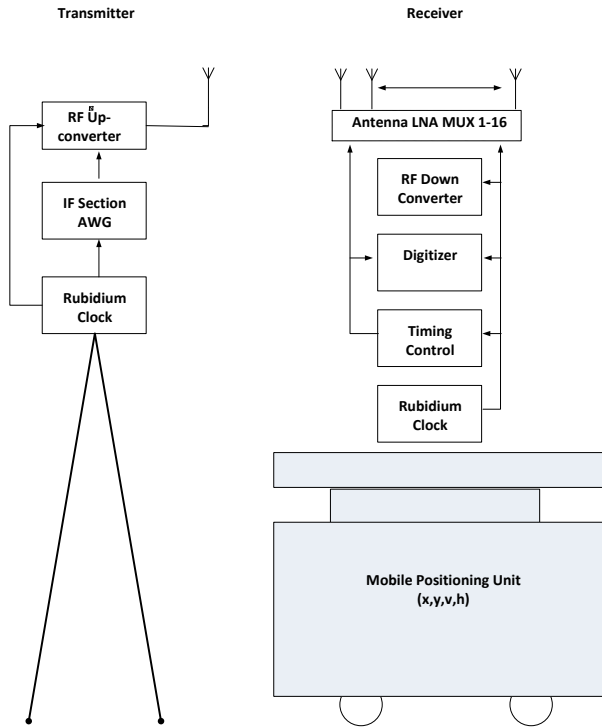 Transmitter
RF Up-
converter
IF Section
AWG
Rubidium
Clock
Receiver
Antenna LNA MUX 1-16
RF Down
Converter
Digitizer
Timing
Control
Rubidium
Clock
Mobile Positioning Unit
(x,y,v,h)